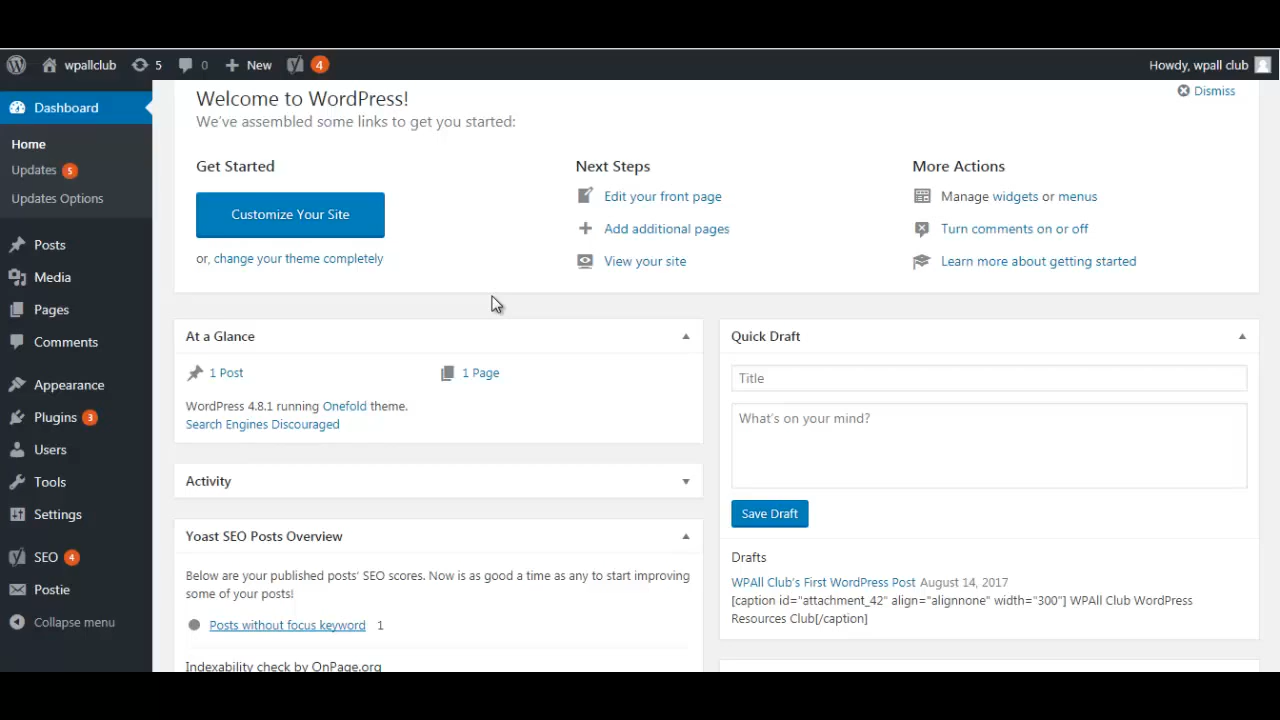 wpallclub 5 0 New 4 Howdy, wpall club
Dashboard
Home
Updates 5
Updates Options
Posts
Media
Pages
Comments
Appearance
Plugins 3
Users
Tools
Settings
SEO 4
Postie
Collapse menu
Welcome to WordPress!
Dismiss
We've assembled some links to get you started:
Get Started
Customize Your Site
or, change your theme completely
Next Steps
Edit your front page
Add additional pages
View your site
More Actions
Manage widgets or menus
Turn comments on or off
Learn more about getting started
At a Glance
1 Post 1 Page
WordPress 4.8.1 running Onefold theme.
Search Engines Discouraged
Activity
Yoast SEO Posts Overview
Below are your published posts' SEO scores. Now is as good a time as any to start improving
some of your posts!
Posts without focus keyword 1
Indexability check by OnPage.org
Quick Draft
Title
What's on your mind?
Save Draft
Drafts
WPAll Club's First WordPress Post August 14, 2017
[caption id="attachment_42" align="alignnone" width="300"] WPAll Club WordPress
Resources Club[/caption]